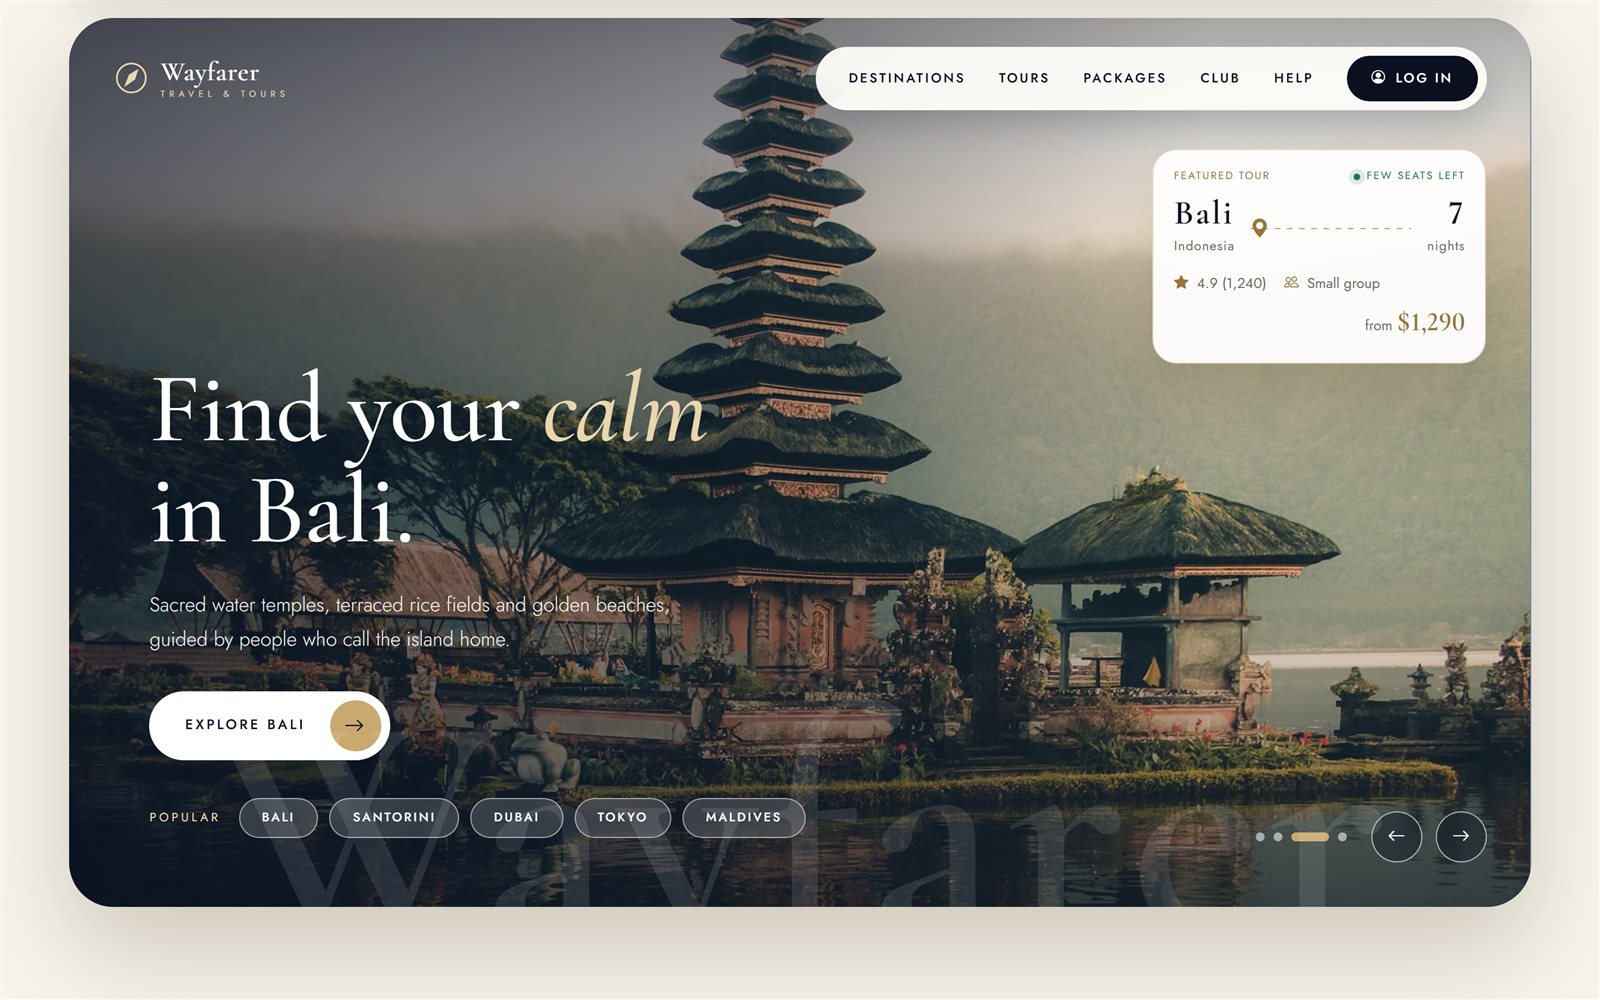 Wayfarer
TRAVEL & TOURS
DESTINATIONS TOURS PACKAGES CLUB HELP LOG IN
FEATURED TOUR FEW SEATS LEFT
Bali 7
Indonesia nights
4.9 (1,240) Small group
from $1,290
Find your calm
in Bali.
Sacred water temples, terraced rice fields and golden beaches,
guided by people who call the island home.
EXPLORE BALI
POPULAR BALI SANTORINI DUBAI TOKYO MALDIVES
Wayfarer